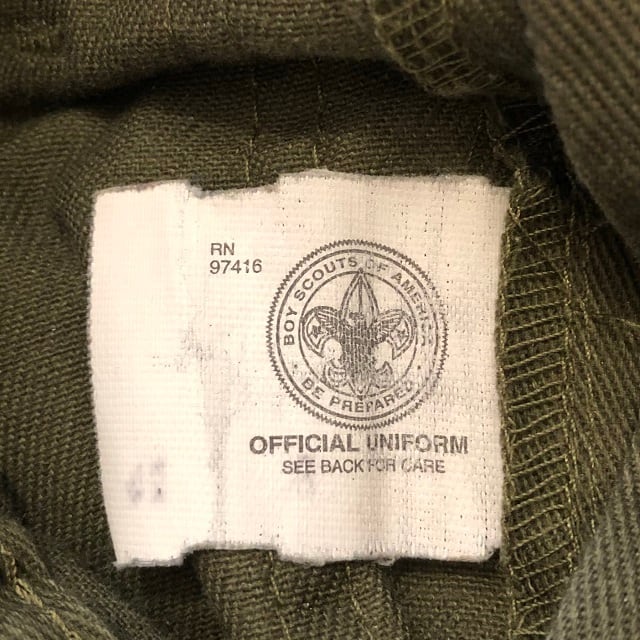 RN
97416
BOY SCOUTS OF AMERICA
BE PREPARED
OFFICIAL UNIFORM
SEE BACK FOR CARE